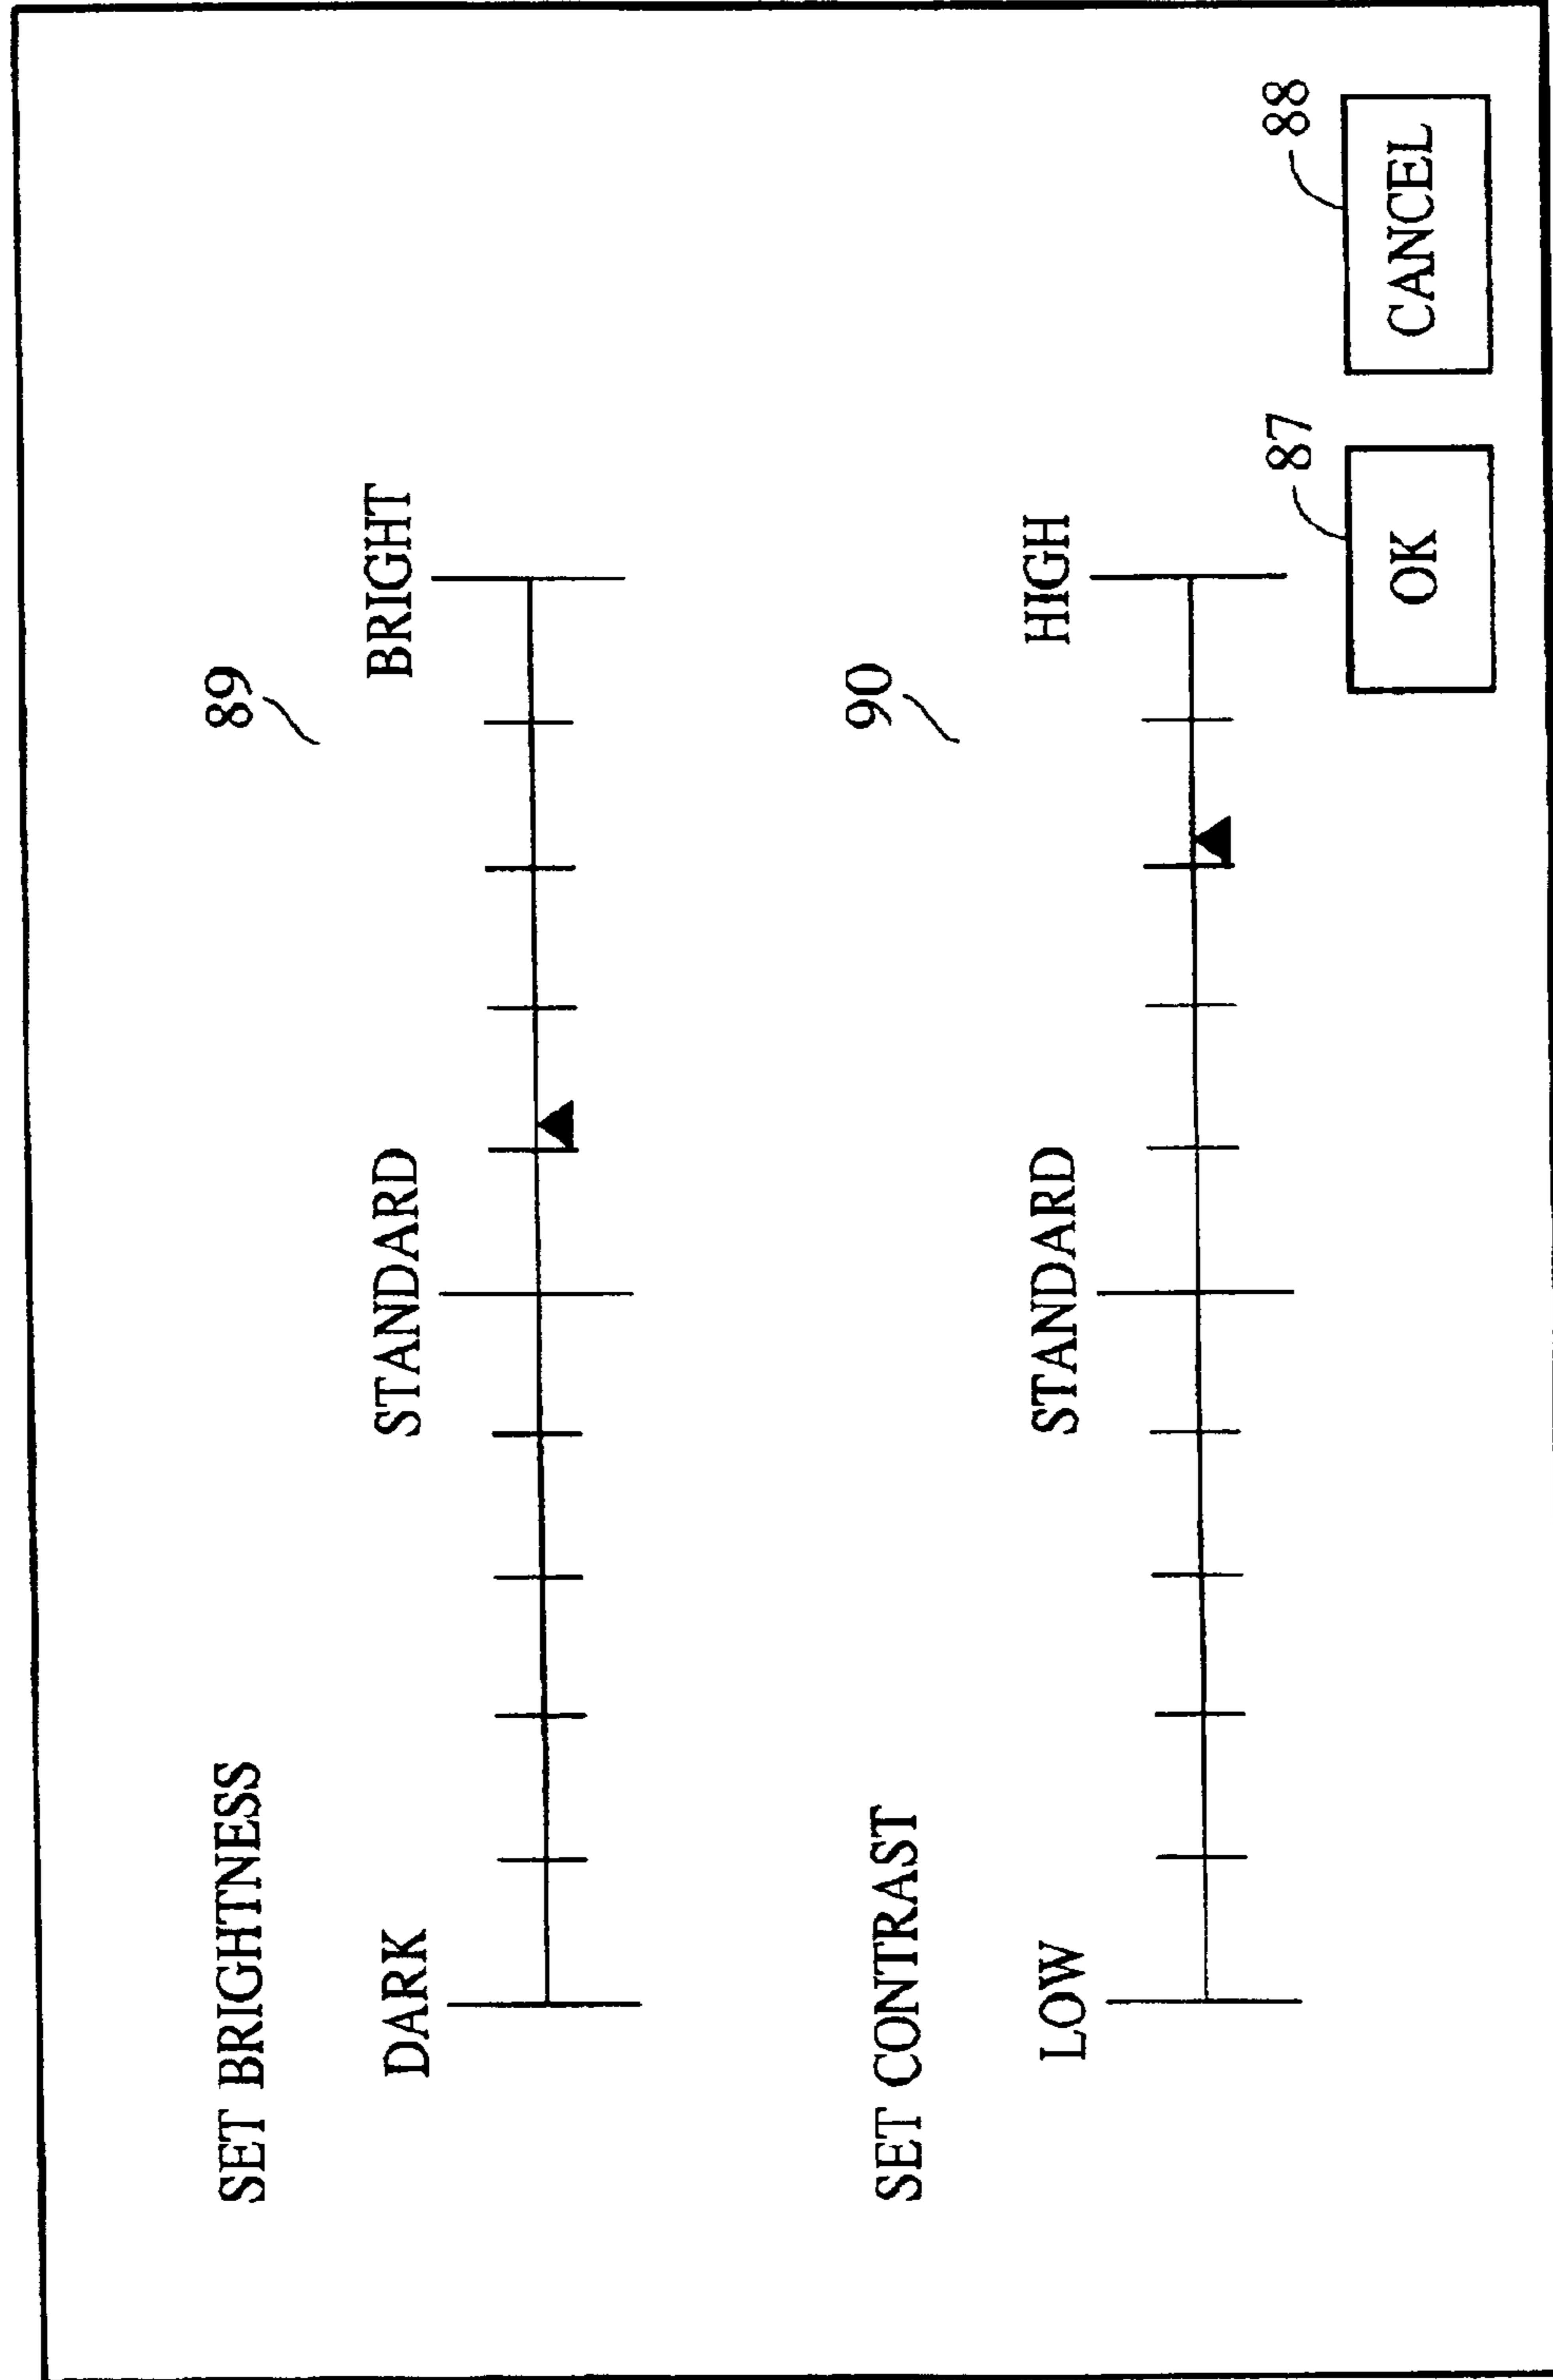 SET BRIGHTNESS
89
DARK
STANDARD
BRIGHT
SET CONTRAST
90
LOW
STANDARD
HIGH
87
88
OK
CANCEL